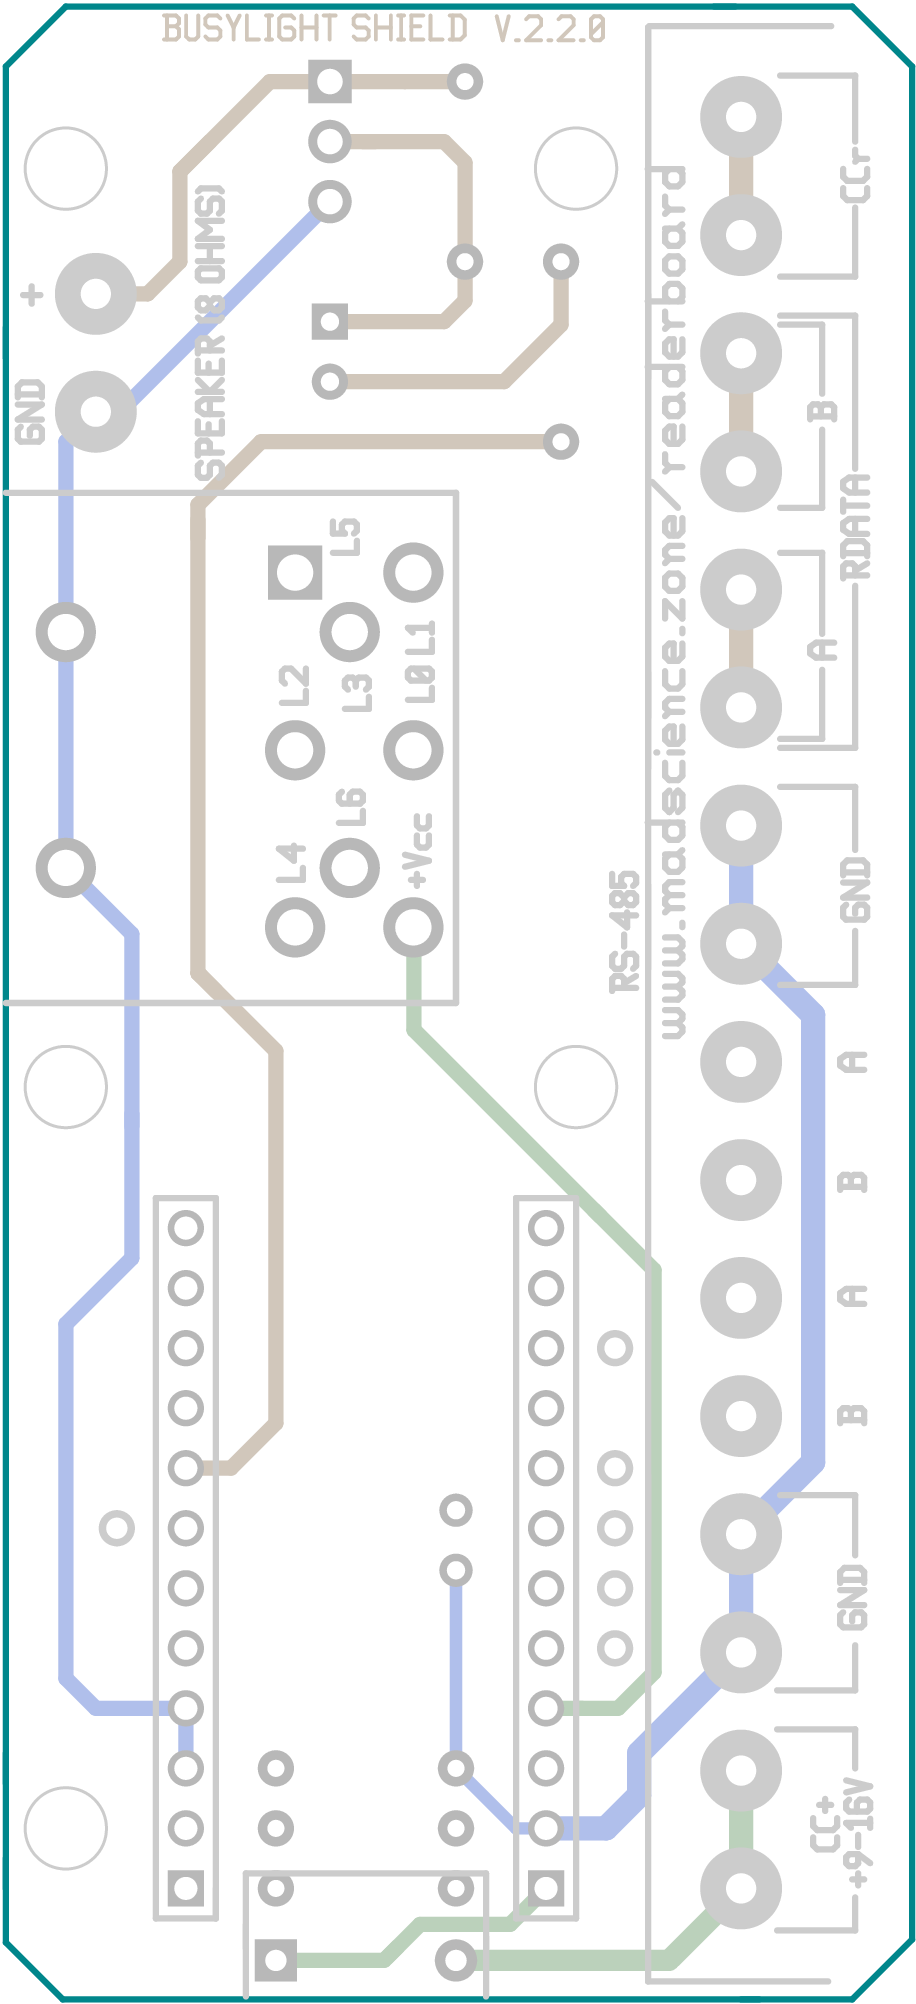 BUSYLIGHT SHIELD V.2.2.0
CCr
+
SPEAKER (8 OHMS)
GND
B
RDATA
A
www.madscience.zone/readerboard
L5
L1
L2
L3
L0
L6
L4
+Vcc
GND
RS-485
A
B
A
B
GND
CC+
+9-16V